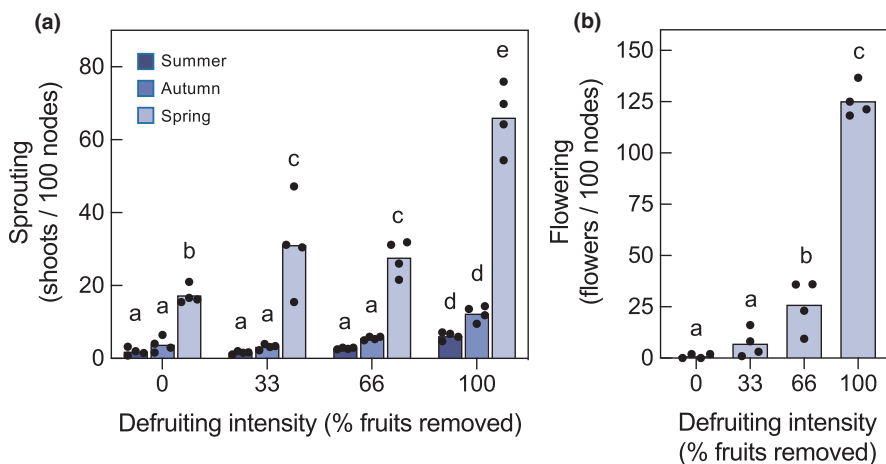 (a)
Sprouting
(shoots / 100 nodes)
80
60
40
20
0
Summer
Autumn
Spring
a
a
b
a
a
c
a
a
c
d
d
e
0
33
66
100
Defruiting intensity (% fruits removed)
(b)
Flowering
(flowers / 100 nodes)
150
125
100
75
50
25
0
a
a
b
c
0
33
66
100
Defruiting intensity
(% fruits removed)